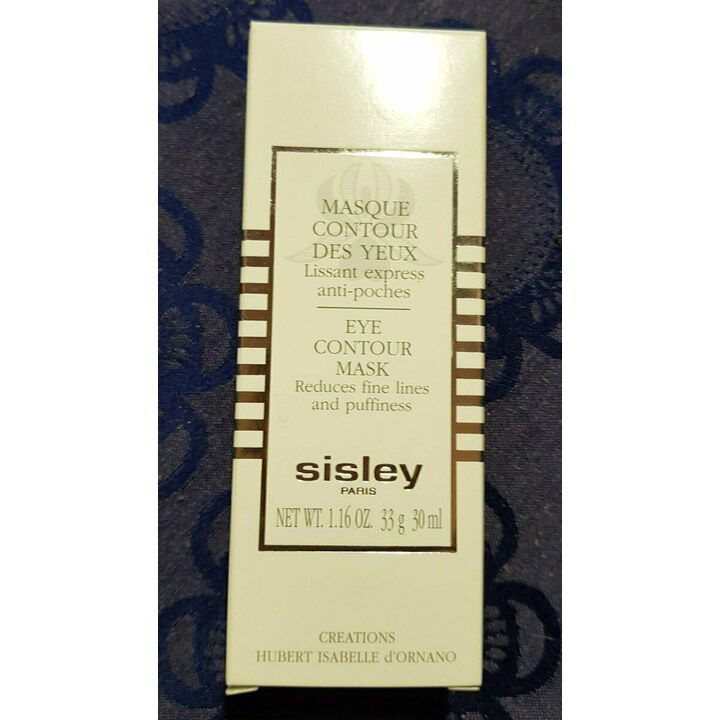 MASQUE
CONTOUR
DES YEUX
Lissant express
anti-poches
EYE
CONTOUR
MASK
Reduces fine lines
and puffiness
sisley
PARIS
NET WT. 1.16 OZ. 33 g 30 ml
CREATIONS
HUBERT ISABELLE d'ORNANO